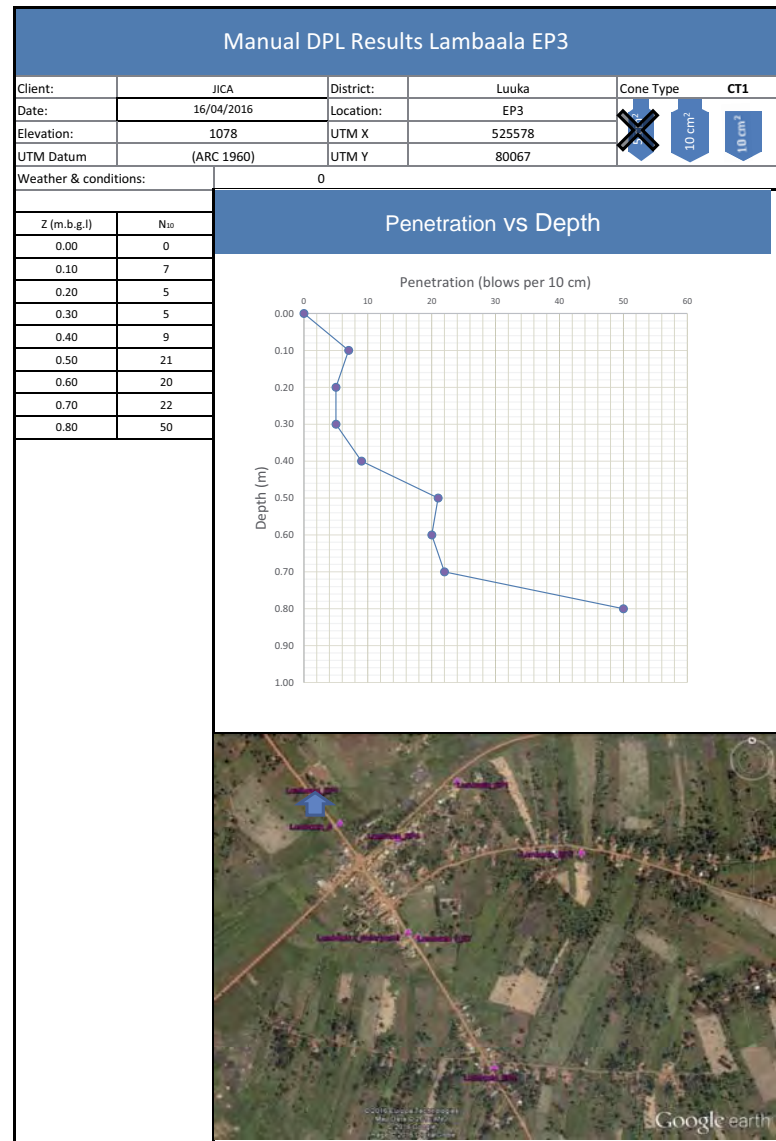 Manual DPL Results Lambaala EP3
Client: JICA District: Luuka Cone Type CT1
Date: 16/04/2016 Location: EP3
Elevation: 1078 UTM X 525578
UTM Datum (ARC 1960) UTM Y 80067
10 cm²
10 cm²
Weather & conditions: 0
Z (m.b.g.l) N10
0.00 0
0.10 7
0.20 5
0.30 5
0.40 9
0.50 21
0.60 20
0.70 22
0.80 50
Penetration vs Depth
Penetration (blows per 10 cm)
0 10 20 30 40 50 60
Depth (m)
0.00
0.10
0.20
0.30
0.40
0.50
0.60
0.70
0.80
0.90
1.00
Google earth